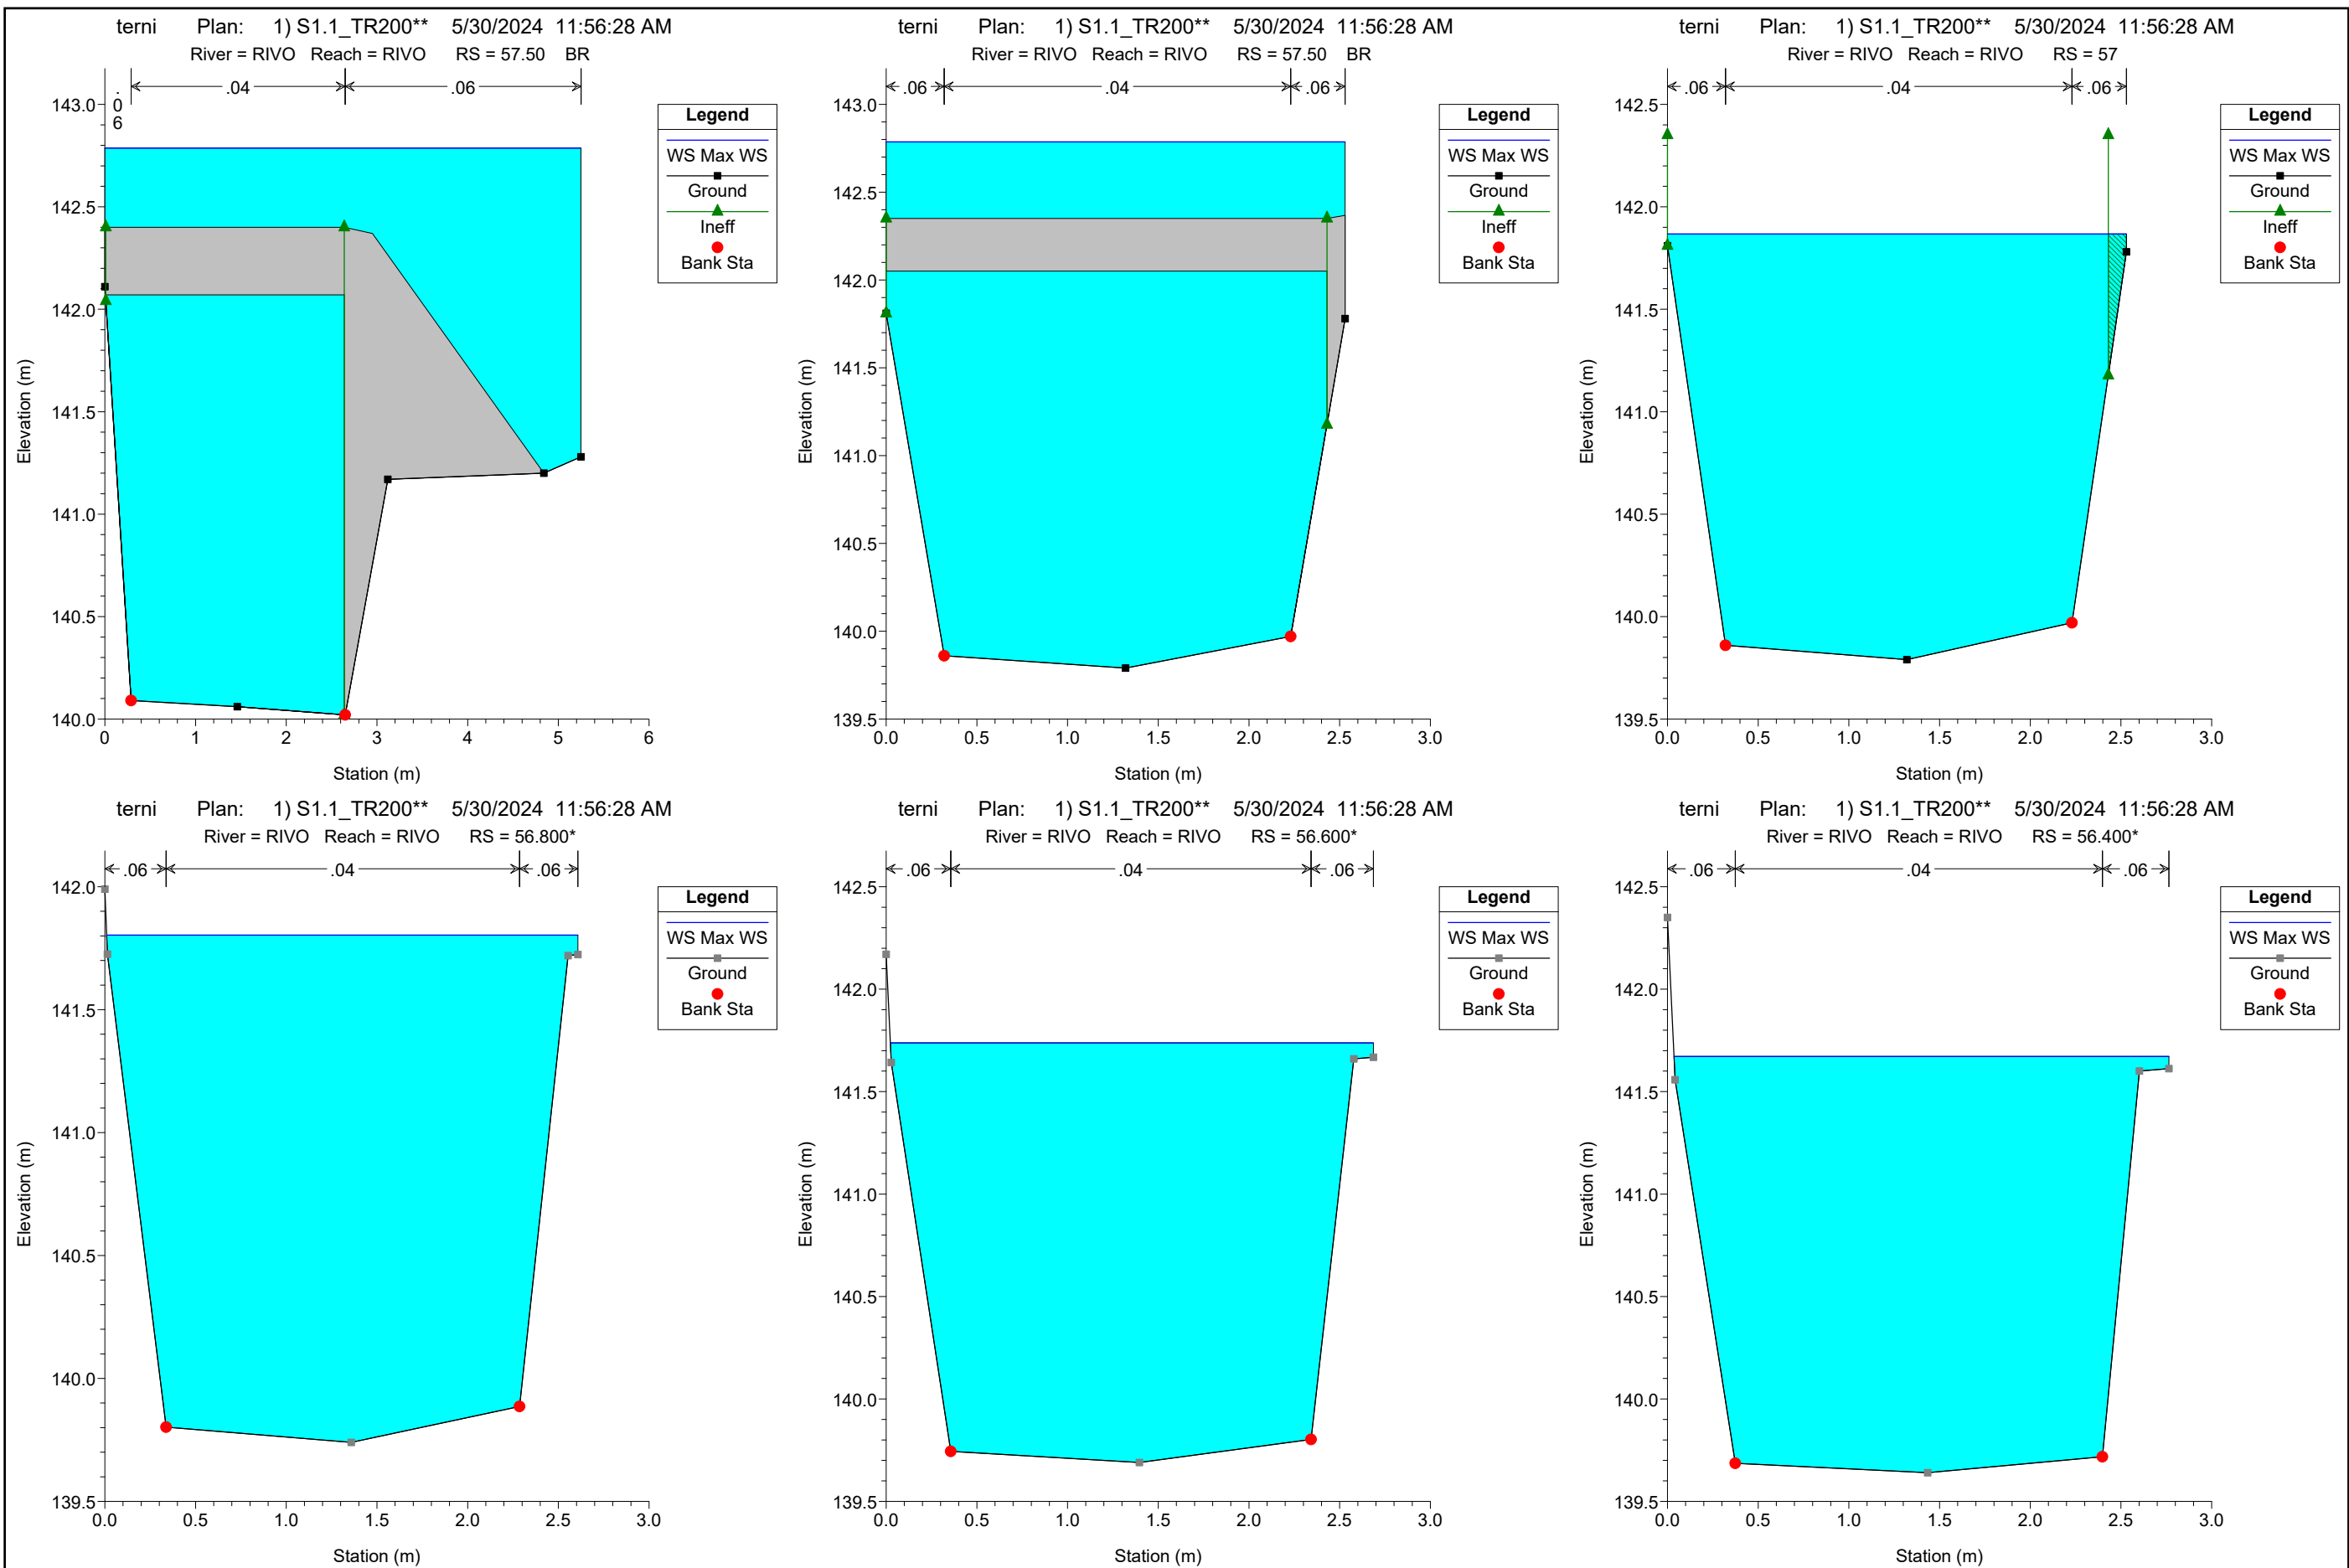 terni Plan: 1) S1.1_TR200** 5/30/2024 11:56:28 AM
River = RIVO Reach = RIVO RS = 57.50 BR
.06 .04 .06
143.0
142.5
142.0
141.5
141.0
140.5
140.0
0 1 2 3 4 5 6
Station (m)
Elevation (m)
Legend
WS Max WS
Ground
Ineff
Bank Sta
terni Plan: 1) S1.1_TR200** 5/30/2024 11:56:28 AM
River = RIVO Reach = RIVO RS = 57.50 BR
.06 .04 .06
143.0
142.5
142.0
141.5
141.0
140.5
140.0
139.5
0.0 0.5 1.0 1.5 2.0 2.5 3.0
Station (m)
Elevation (m)
Legend
WS Max WS
Ground
Ineff
Bank Sta
terni Plan: 1) S1.1_TR200** 5/30/2024 11:56:28 AM
River = RIVO Reach = RIVO RS = 57
.06 .04 .06
142.5
142.0
141.5
141.0
140.5
140.0
139.5
0.0 0.5 1.0 1.5 2.0 2.5 3.0
Station (m)
Elevation (m)
Legend
WS Max WS
Ground
Ineff
Bank Sta
terni Plan: 1) S1.1_TR200** 5/30/2024 11:56:28 AM
River = RIVO Reach = RIVO RS = 56.800*
.06 .04 .06
142.0
141.5
141.0
140.5
140.0
139.5
0.0 0.5 1.0 1.5 2.0 2.5 3.0
Station (m)
Elevation (m)
Legend
WS Max WS
Ground
Bank Sta
terni Plan: 1) S1.1_TR200** 5/30/2024 11:56:28 AM
River = RIVO Reach = RIVO RS = 56.600*
.06 .04 .06
142.5
142.0
141.5
141.0
140.5
140.0
139.5
0.0 0.5 1.0 1.5 2.0 2.5 3.0
Station (m)
Elevation (m)
Legend
WS Max WS
Ground
Bank Sta
terni Plan: 1) S1.1_TR200** 5/30/2024 11:56:28 AM
River = RIVO Reach = RIVO RS = 56.400*
.06 .04 .06
142.5
142.0
141.5
141.0
140.5
140.0
139.5
0.0 0.5 1.0 1.5 2.0 2.5 3.0
Station (m)
Elevation (m)
Legend
WS Max WS
Ground
Bank Sta